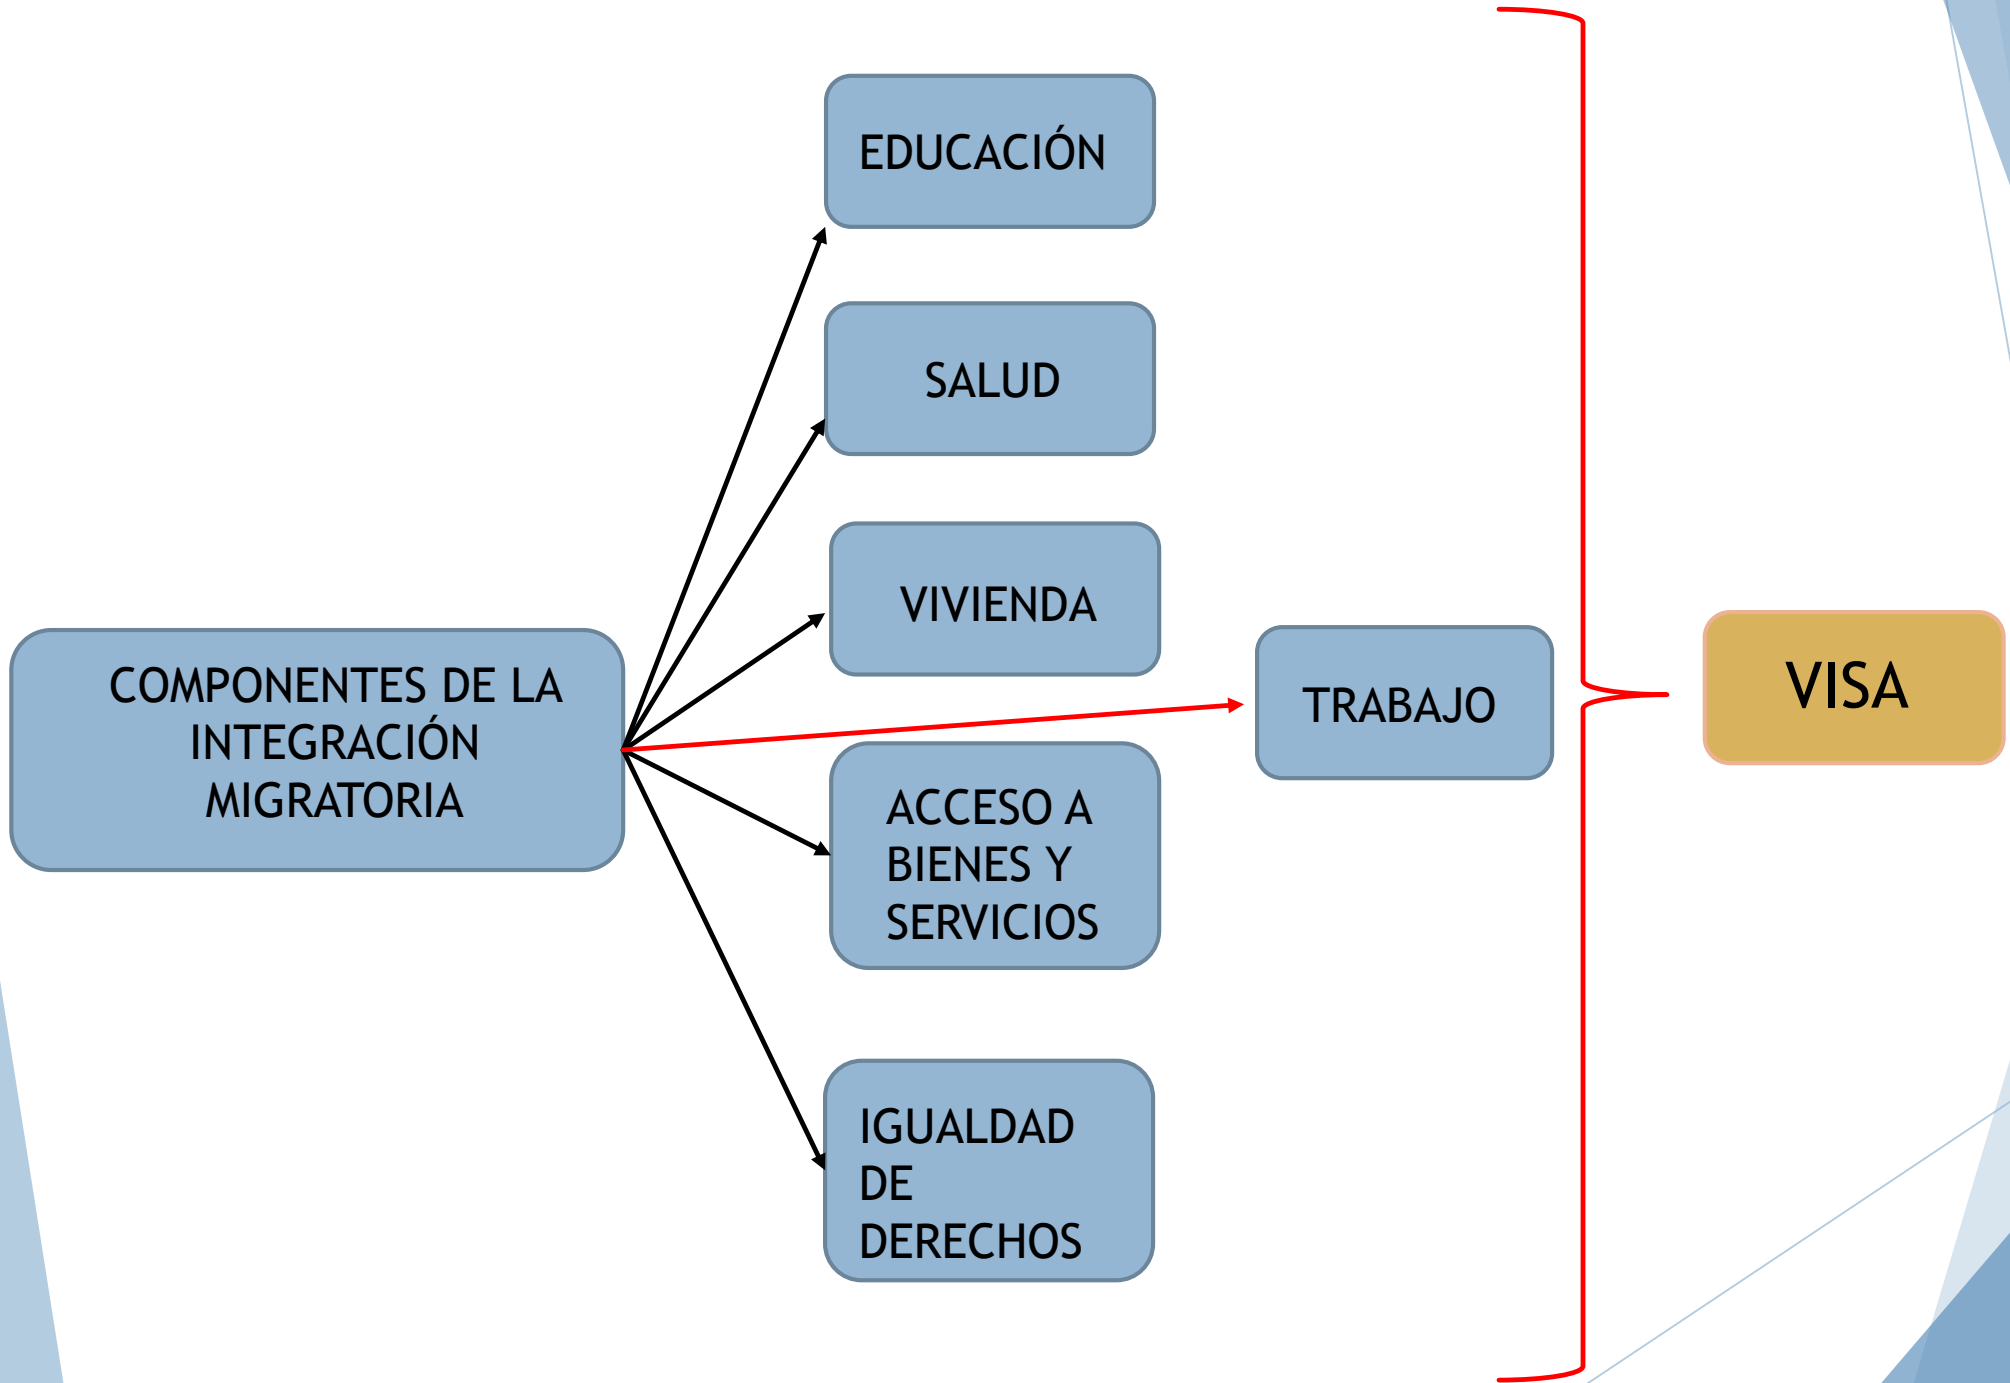 COMPONENTES DE LA
INTEGRACIÓN
MIGRATORIA
EDUCACIÓN
SALUD
VIVIENDA
ACCESO A
BIENES Y
SERVICIOS
IGUALDAD
DE
DERECHOS
TRABAJO
VISA